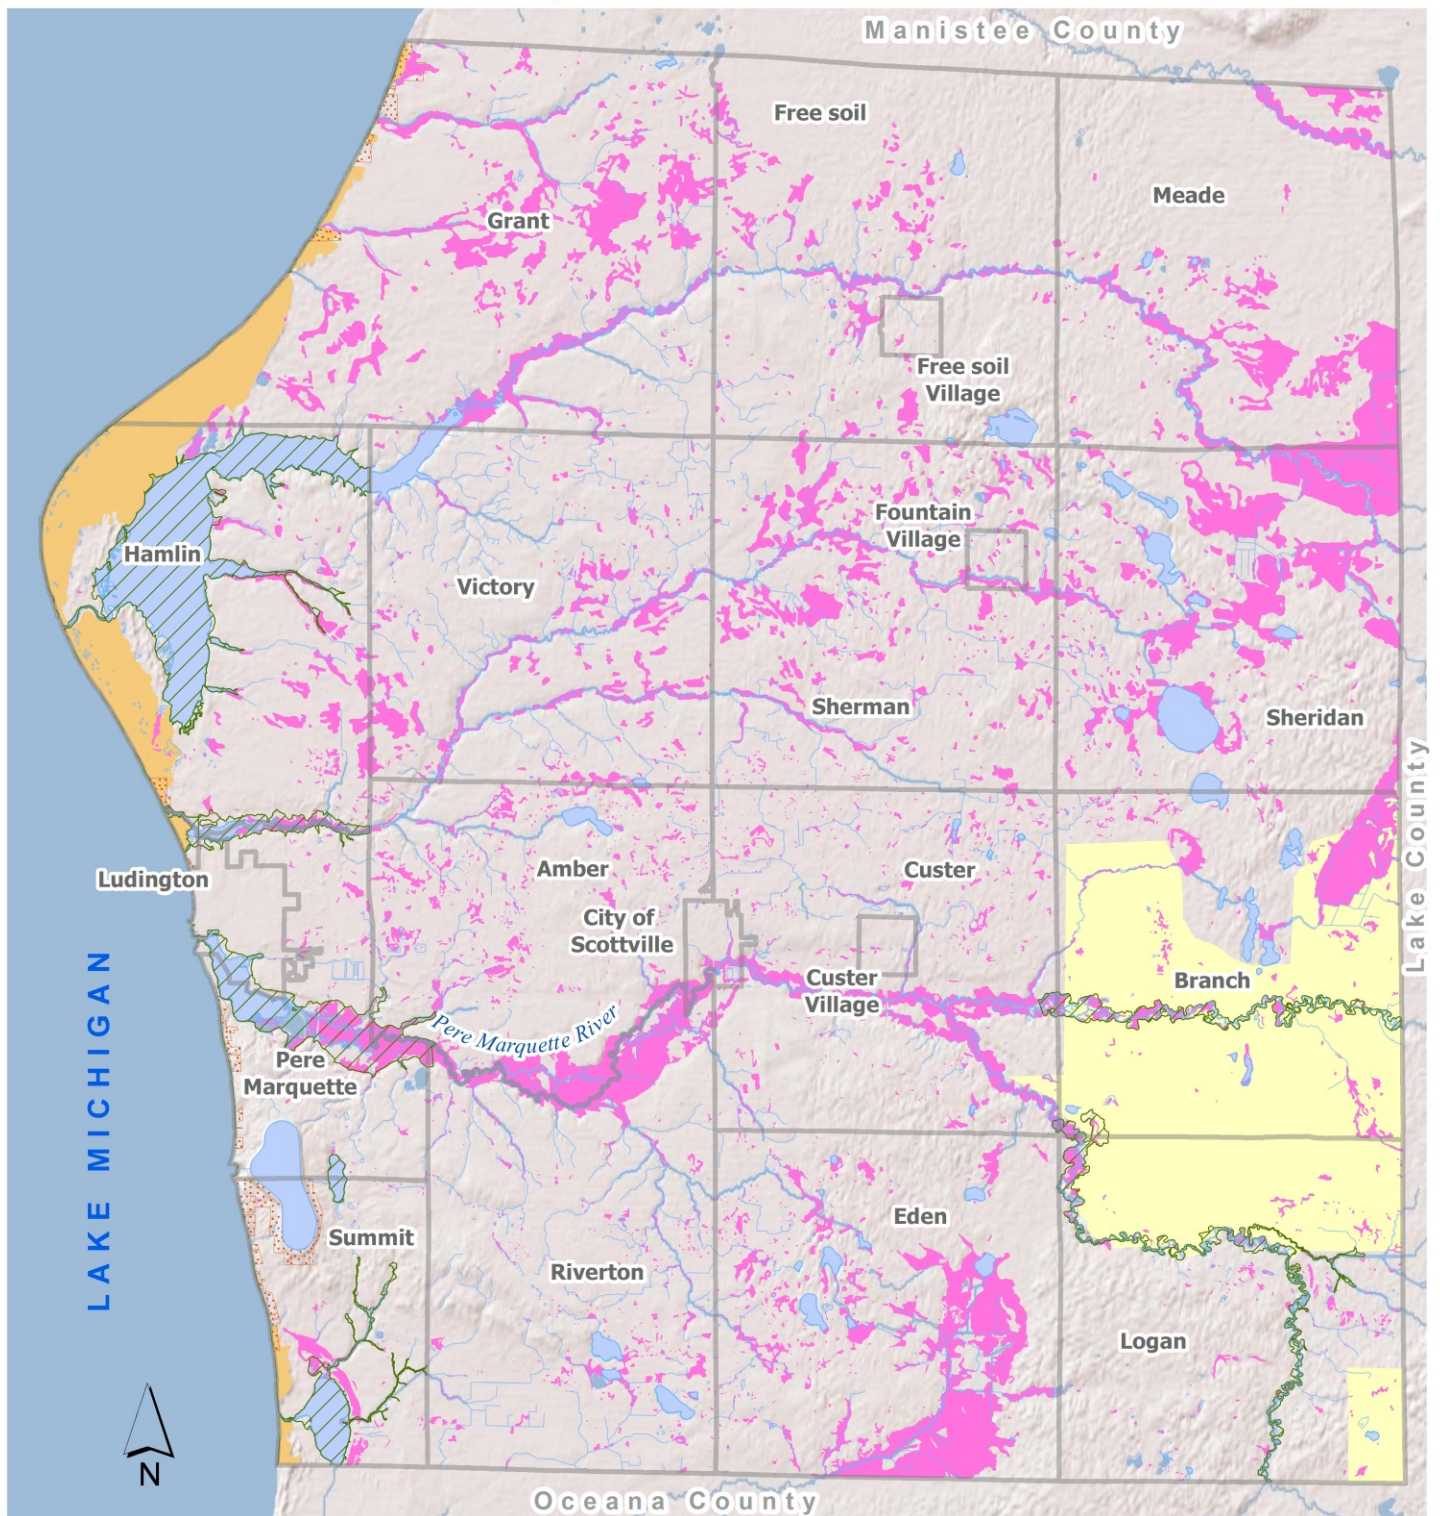 Manistee County
Free soil
Meade
Grant
Free soil
Village
Fountain
Village
Hamlin
Victory
Sherman
Sheridan
Lake County
Amber
Custer
Ludington
City of
Scottville
Custer
Village
Branch
LAKE MICHIGAN
Pere Marquette River
Pere
Marquette
Eden
Summit
Riverton
Logan
N
Oceana County